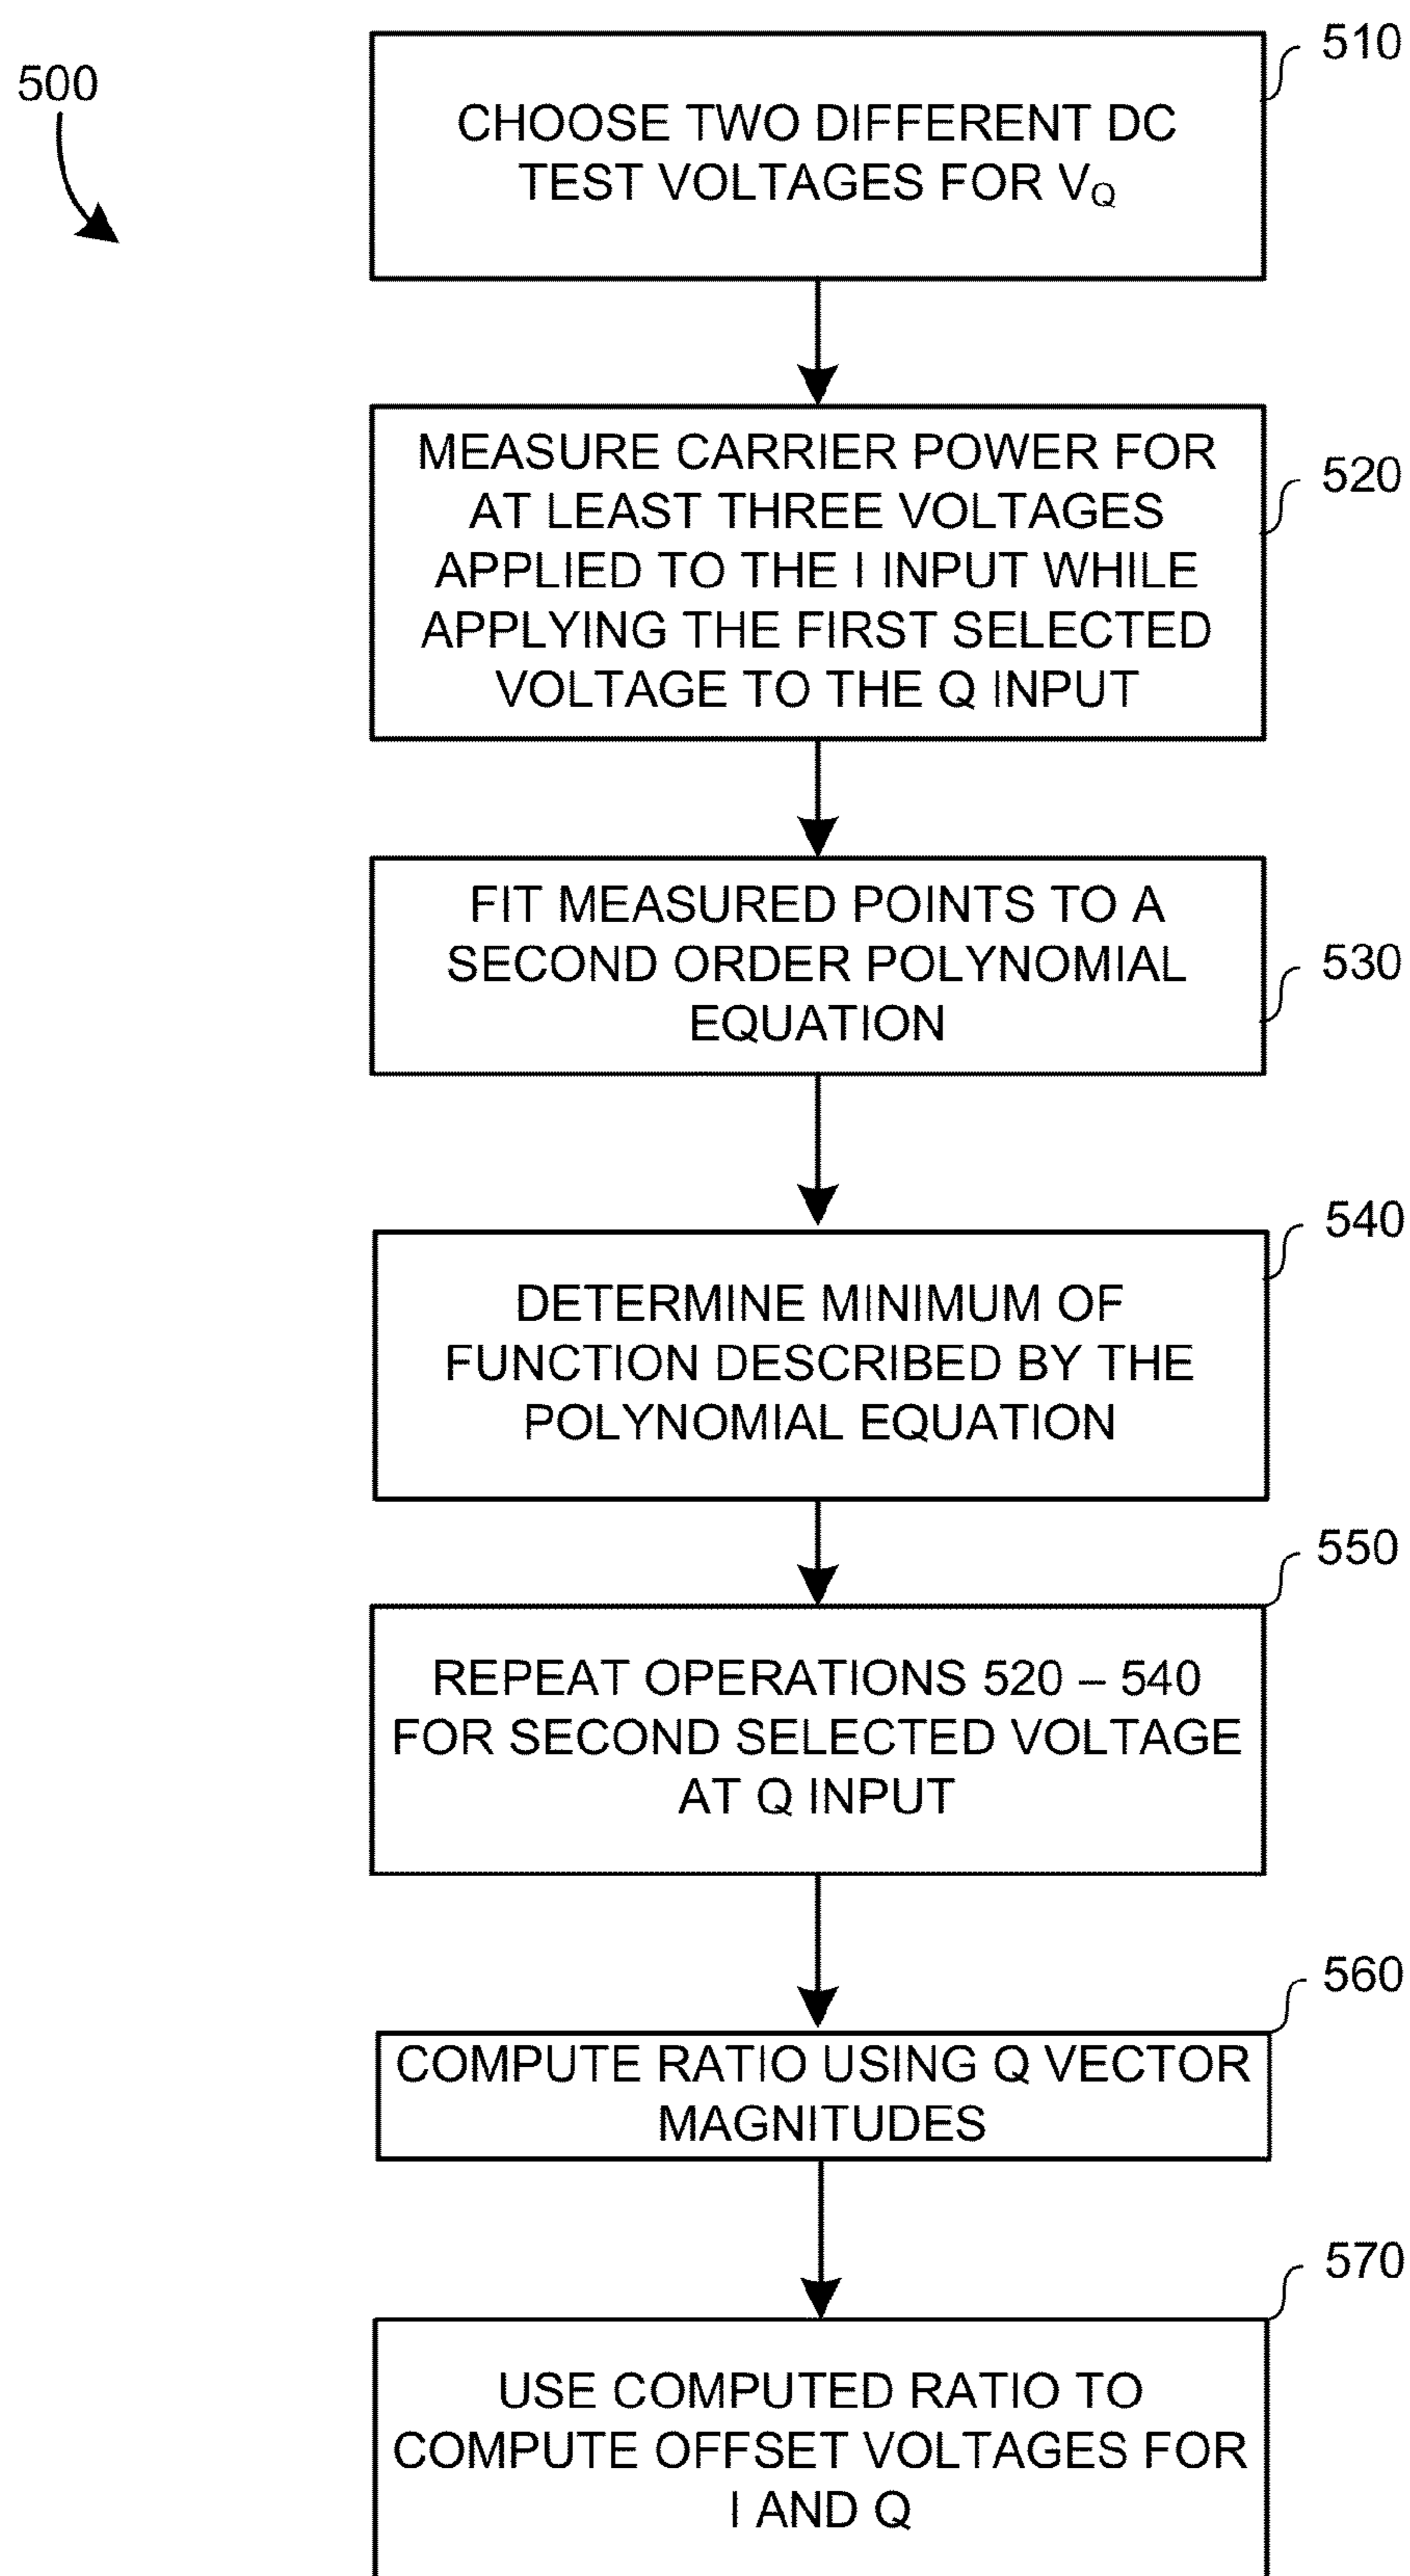 500
510
CHOOSE TWO DIFFERENT DC
TEST VOLTAGES FOR VQ
520
MEASURE CARRIER POWER FOR
AT LEAST THREE VOLTAGES
APPLIED TO THE I INPUT WHILE
APPLYING THE FIRST SELECTED
VOLTAGE TO THE Q INPUT
530
FIT MEASURED POINTS TO A
SECOND ORDER POLYNOMIAL
EQUATION
540
DETERMINE MINIMUM OF
FUNCTION DESCRIBED BY THE
POLYNOMIAL EQUATION
550
REPEAT OPERATIONS 520 – 540
FOR SECOND SELECTED VOLTAGE
AT Q INPUT
560
COMPUTE RATIO USING Q VECTOR
MAGNITUDES
570
USE COMPUTED RATIO TO
COMPUTE OFFSET VOLTAGES FOR
I AND Q